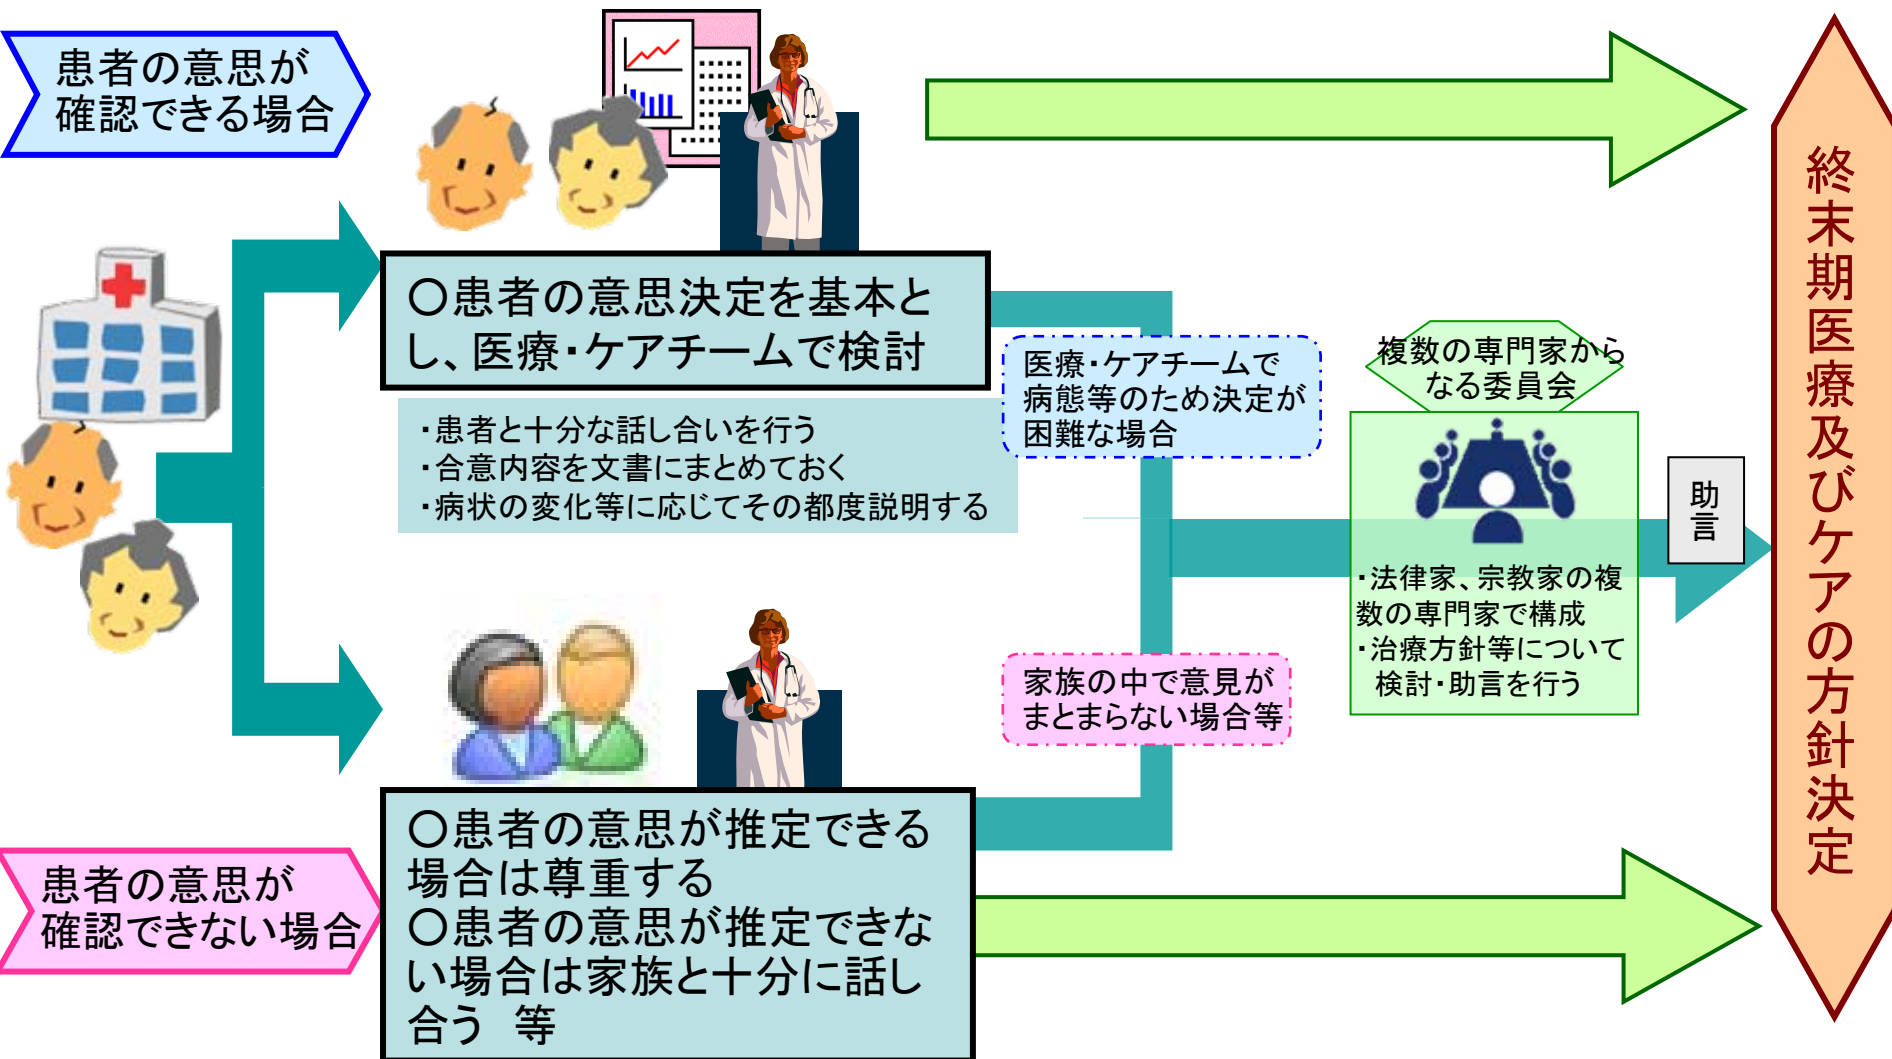 患者の意思が
確認できる場合
〇患者の意思決定を基本と
し、医療・ケアチームで検討
・患者と十分な話し合いを行う
・合意内容を文書にまとめておく
・病状の変化等に応じてその都度説明する
医療・ケアチームで
病態等のため決定が
困難な場合
複数の専門家から
なる委員会
・法律家、宗教家の複
数の専門家で構成
・治療方針等について
検討・助言を行う
助言
家族の中で意見が
まとまらない場合等
患者の意思が
確認できない場合
〇患者の意思が推定できる
場合は尊重する
〇患者の意思が推定できな
い場合は家族と十分に話し
合う 等
終末期医療及びケアの方針決定